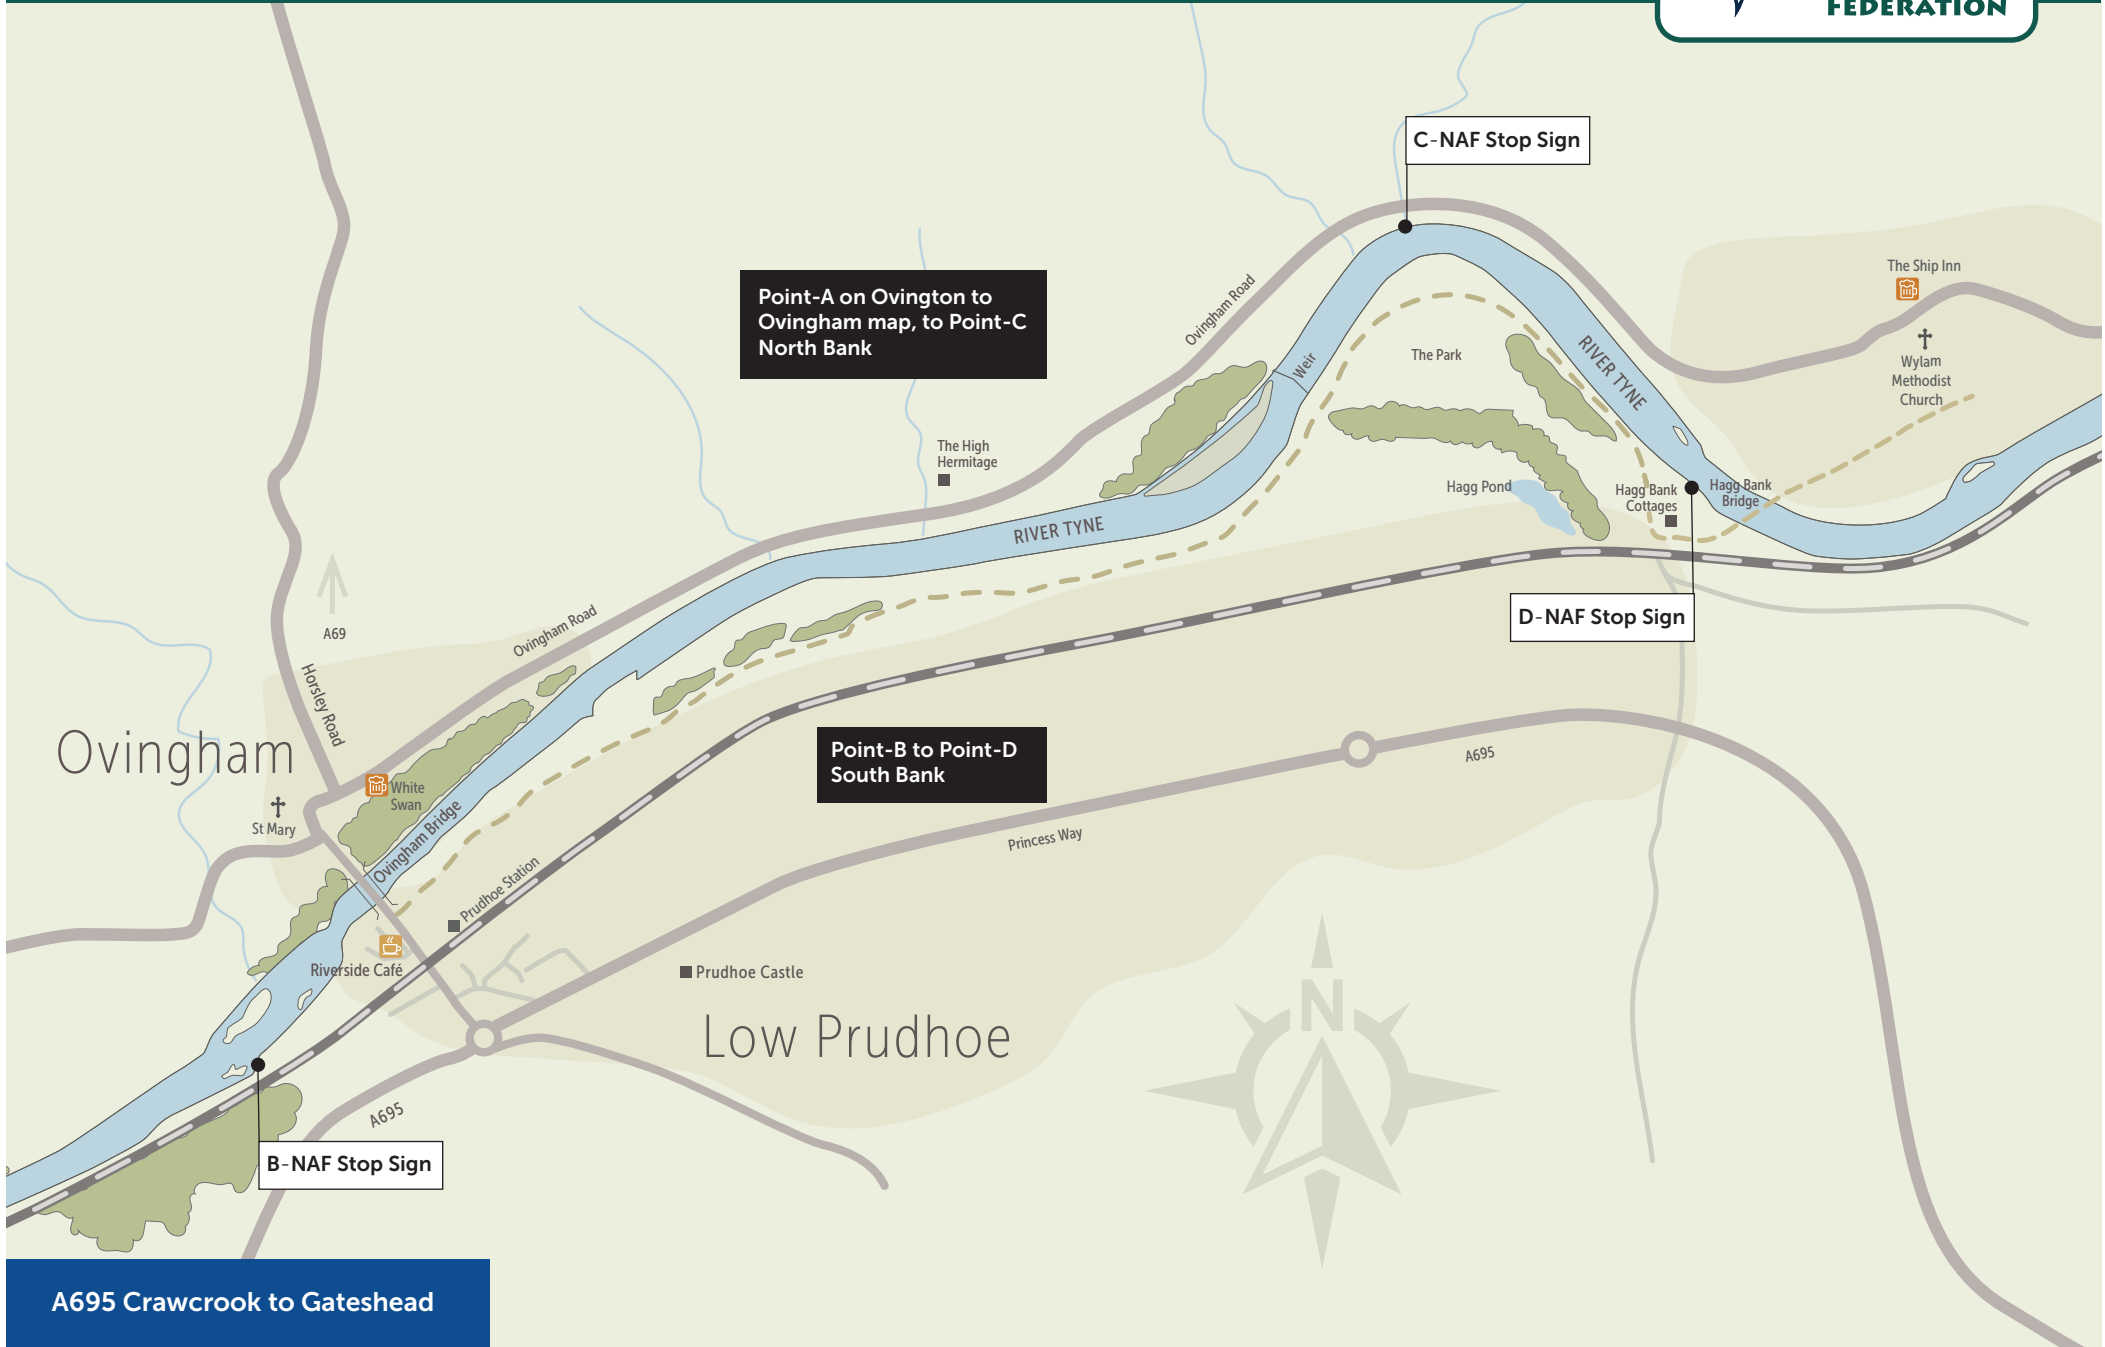 FEDERATION
C-NAF Stop Sign
The Ship Inn
Point-A on Ovington to
Ovingham map, to Point-C
North Bank
Ovingham Road
Weir
The Park
RIVER TYNE
Wylam
Methodist
Church
The High
Hermitage
Hagg Pond
Hagg Bank
Cottages
Hagg Bank
Bridge
RIVER TYNE
A69
Ovingham Road
D-NAF Stop Sign
Horsley Road
Ovingham
Point-B to Point-D
South Bank
A695
White
Swan
St Mary
Ovingham Bridge
Princess Way
Prudhoe Station
Riverside Café
Prudhoe Castle
Low Prudhoe
N
A695
B-NAF Stop Sign
A695 Crawcrook to Gateshead